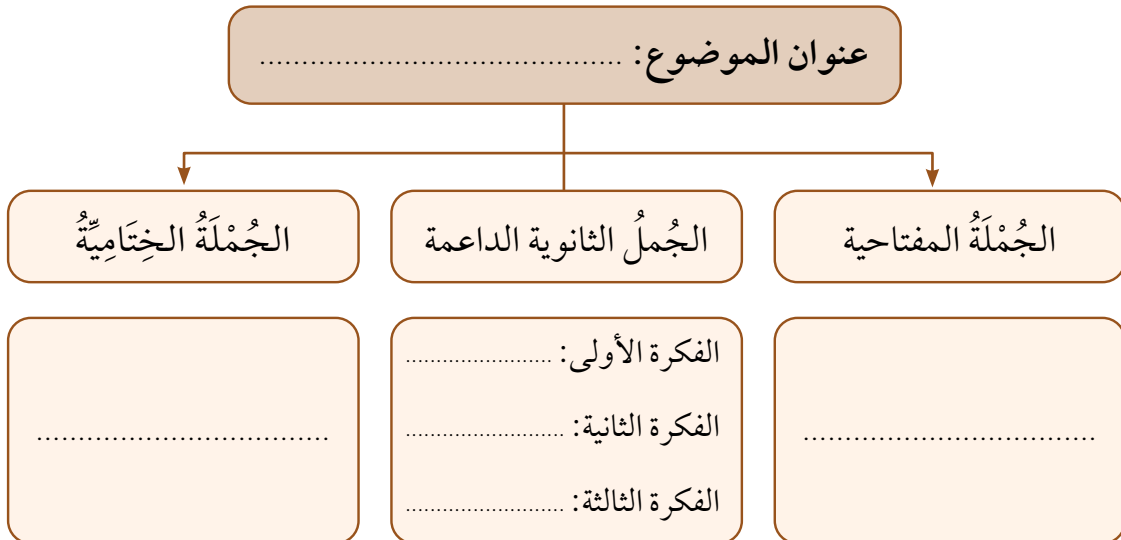 عنوان الموضوع: ............................................
الجُمْلَةُ المفتاحية
الجُملُ الثانوية الداعمة
الجُمْلَةُ الخِتَامِيَّةُ
...................................
الفكرة الأولى: ........................
الفكرة الثانية: ..........................
الفكرة الثالثة: ..........................
...................................